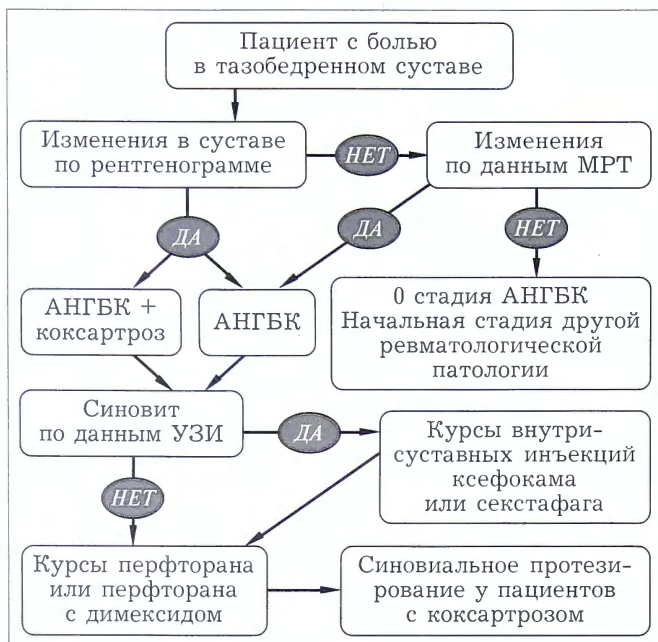 Пациент с болью
в тазобедренном суставе
Изменения в суставе
по рентгенограмме
НЕТ
Изменения
по данным МРТ
ДА
ДА
НЕТ
АНГБК +
коксартроз
АНГБК
0 стадия АНГБК
Начальная стадия другой
ревматологической
патологии
Синовит
по данным УЗИ
ДА
Курсы внутри-
суставных инъекций
ксефокама
или секстафага
НЕТ
Курсы перфторана
или перфторана
с димексидом
Синовиальное протези-
рование у пациентов
с коксартрозом